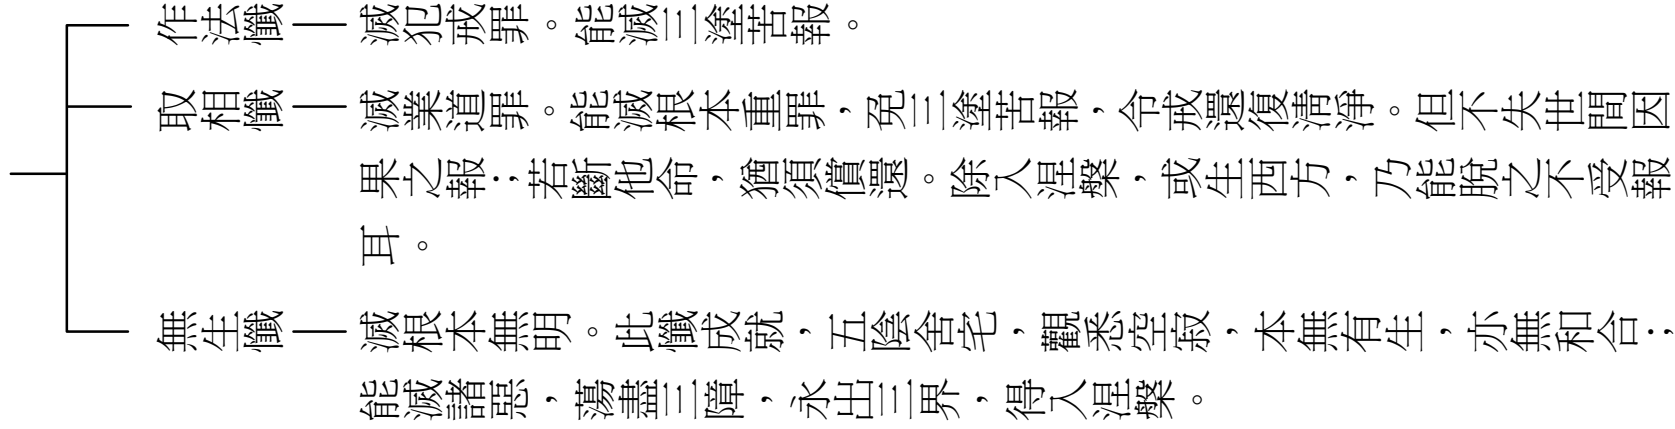 作法懺——滅犯戒罪。能滅三塗苦報。
取相懺——滅業道罪。能滅根本重罪，免三塗苦報，令戒還復清淨。但不失世間因
果之報；若斷他命，猶須償還。除入涅槃，或生西方，乃能脫之不受報
耳。
無生懺——滅根本無明。此懺成就，五陰舍宅，觀悉空寂，本無有生，亦無和合；
能滅諸惡，蕩盡三障，永出三界，得入涅槃。